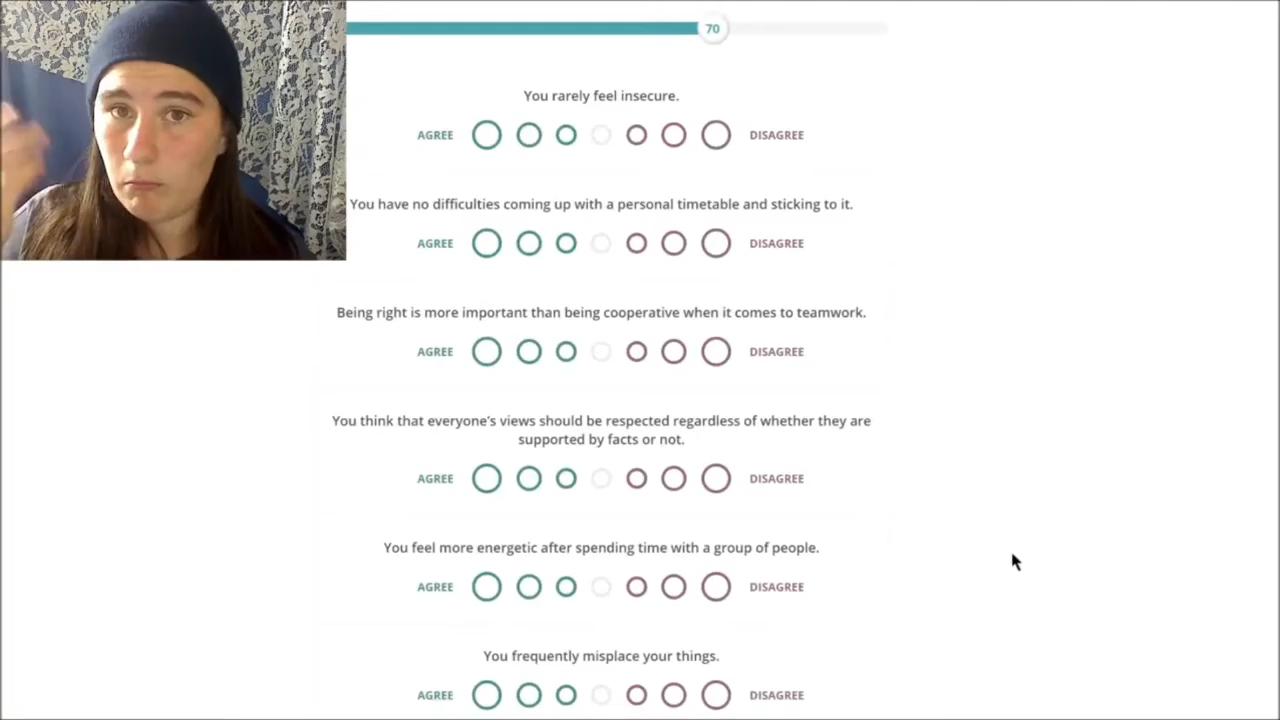 70
You rarely feel insecure.
AGREE DISAGREE
You have no difficulties coming up with a personal timetable and sticking to it.
AGREE DISAGREE
Being right is more important than being cooperative when it comes to teamwork.
AGREE DISAGREE
You think that everyone's views should be respected regardless of whether they are
supported by facts or not.
AGREE DISAGREE
You feel more energetic after spending time with a group of people.
AGREE DISAGREE
You frequently misplace your things.
AGREE DISAGREE